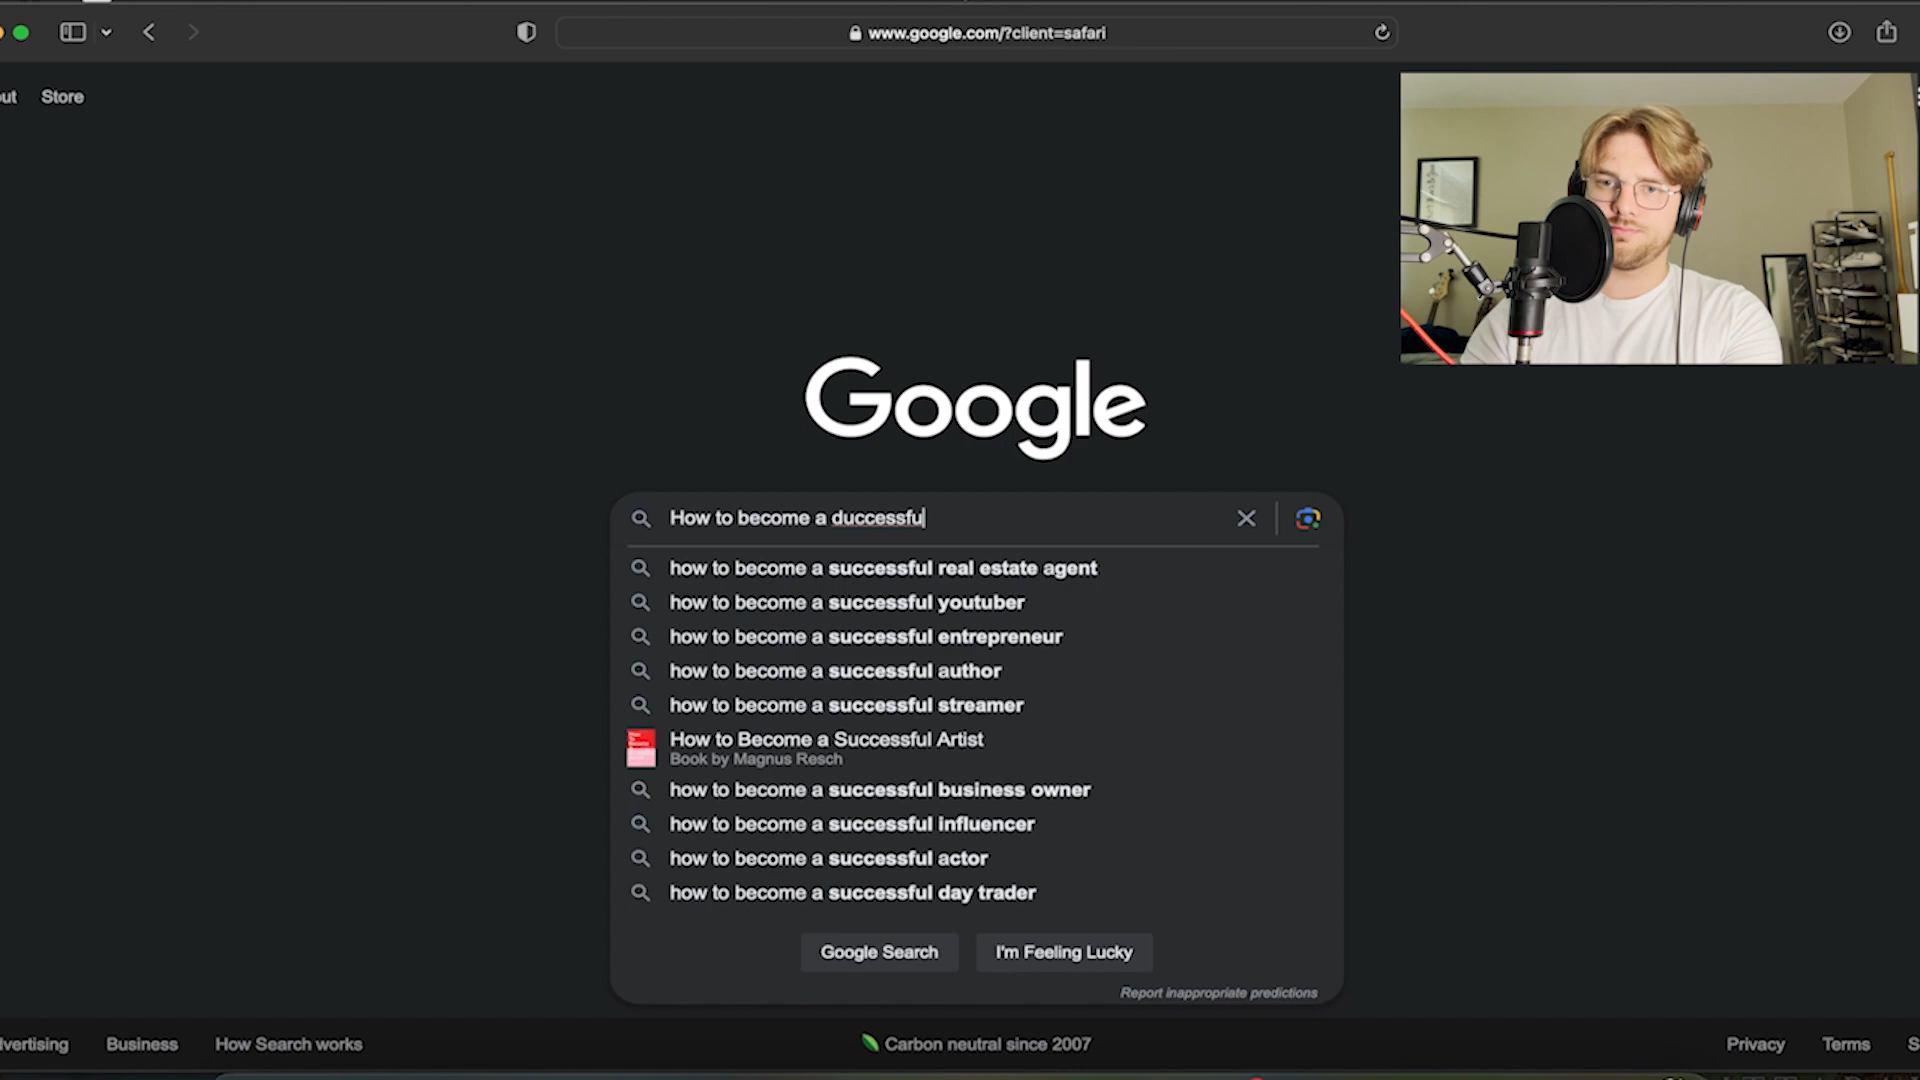 www.google.com/?client=safari
out Store
Google
How to become a duccessfu
how to become a successful real estate agent
how to become a successful youtuber
how to become a successful entrepreneur
how to become a successful author
how to become a successful streamer
How to Become a Successful Artist
Book by Magnus Resch
how to become a successful business owner
how to become a successful influencer
how to become a successful actor
how to become a successful day trader
Google Search I'm Feeling Lucky
Report inappropriate predictions
vertising Business How Search works Carbon neutral since 2007 Privacy Terms S